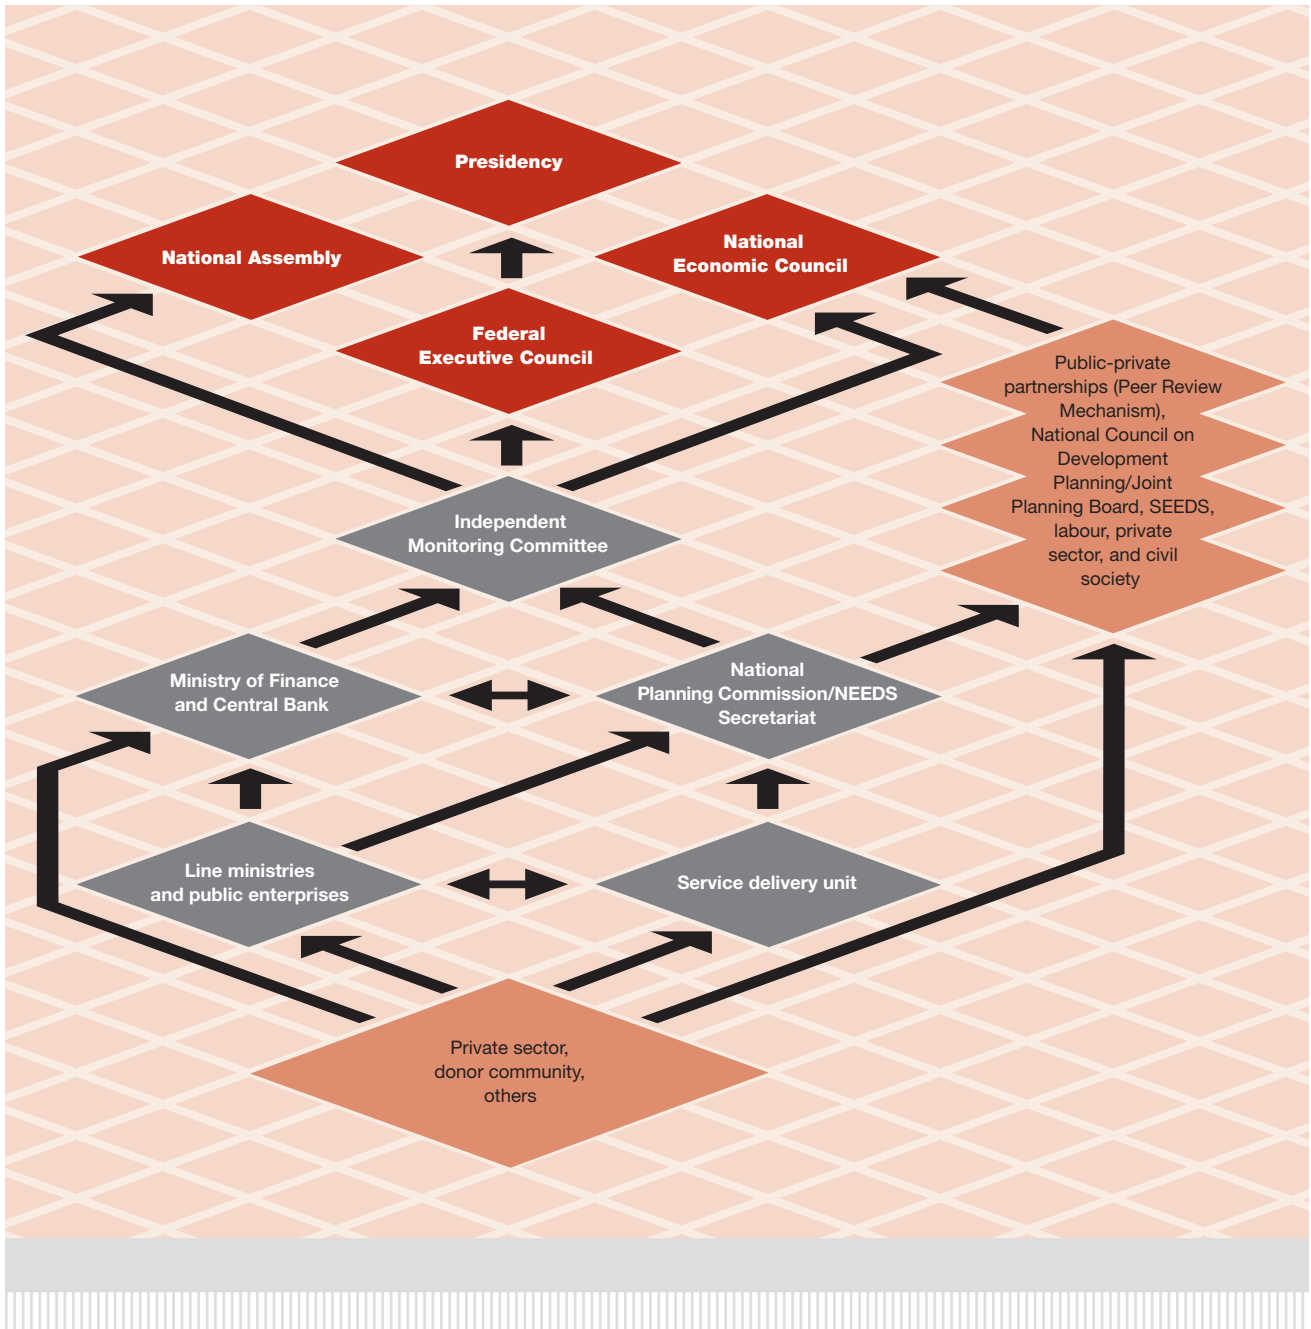 Presidency
National Assembly
National
Economic Council
Federal
Executive Council
Public-private
partnerships (Peer Review
Mechanism),
National Council on
Development
Planning/Joint
Planning Board, SEEDS,
labour, private
sector, and civil
society
Independent
Monitoring Committee
Ministry of Finance
and Central Bank
National
Planning Commission/NEEDS
Secretariat
Line ministries
and public enterprises
Service delivery unit
Private sector,
donor community,
others